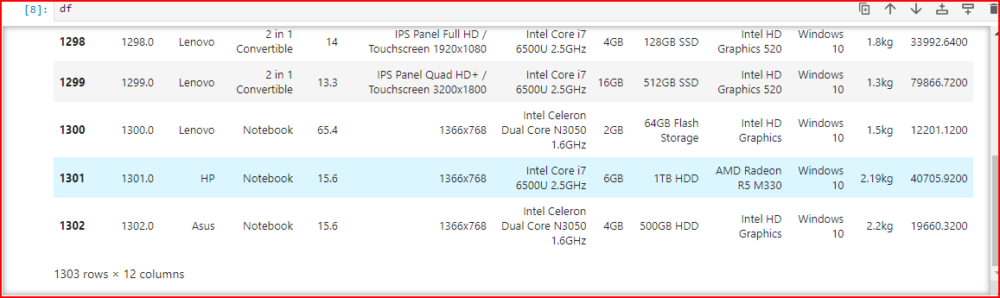 [8]: df
1298 1298.0 Lenovo 2 in 1 Convertible 14 IPS Panel Full HD / Touchscreen 1920x1080 Intel Core i7 6500U 2.5GHz 4GB 128GB SSD Intel HD Graphics 520 Windows 10 1.8kg 33992.6400
1299 1299.0 Lenovo 2 in 1 Convertible 13.3 IPS Panel Quad HD+ / Touchscreen 3200x1800 Intel Core i7 6500U 2.5GHz 16GB 512GB SSD Intel HD Graphics 520 Windows 10 1.3kg 79866.7200
1300 1300.0 Lenovo Notebook 65.4 1366x768 Intel Celeron Dual Core N3050 1.6GHz 2GB 64GB Flash Storage Intel HD Graphics Windows 10 1.5kg 12201.1200
1301 1301.0 HP Notebook 15.6 1366x768 Intel Core i7 6500U 2.5GHz 6GB 1TB HDD AMD Radeon R5 M330 Windows 10 2.19kg 40705.9200
1302 1302.0 Asus Notebook 15.6 1366x768 Intel Celeron Dual Core N3050 1.6GHz 4GB 500GB HDD Intel HD Graphics Windows 10 2.2kg 19660.3200
1303 rows × 12 columns